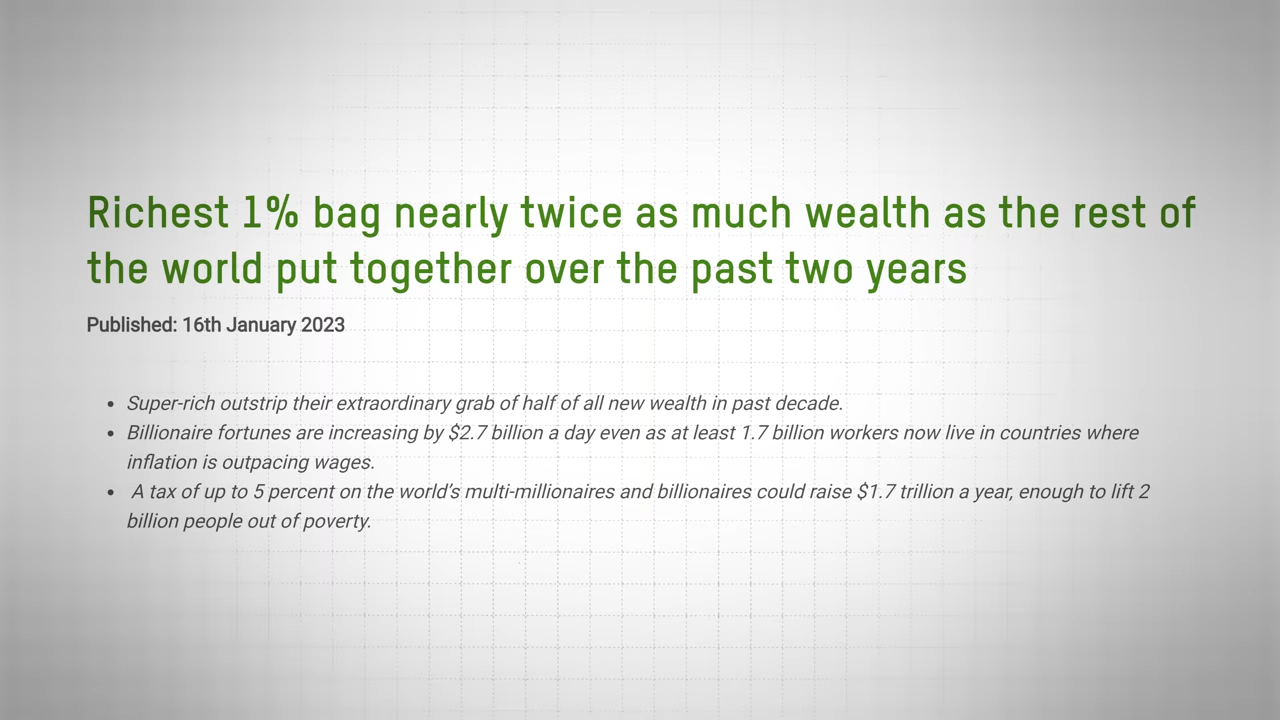 Richest 1% bag nearly twice as much wealth as the rest of
the world put together over the past two years
Published: 16th January 2023
• Super-rich outstrip their extraordinary grab of half of all new wealth in past decade.
• Billionaire fortunes are increasing by $2.7 billion a day even as at least 1.7 billion workers now live in countries where
inflation is outpacing wages.
• A tax of up to 5 percent on the world’s multi-millionaires and billionaires could raise $1.7 trillion a year, enough to lift 2
billion people out of poverty.